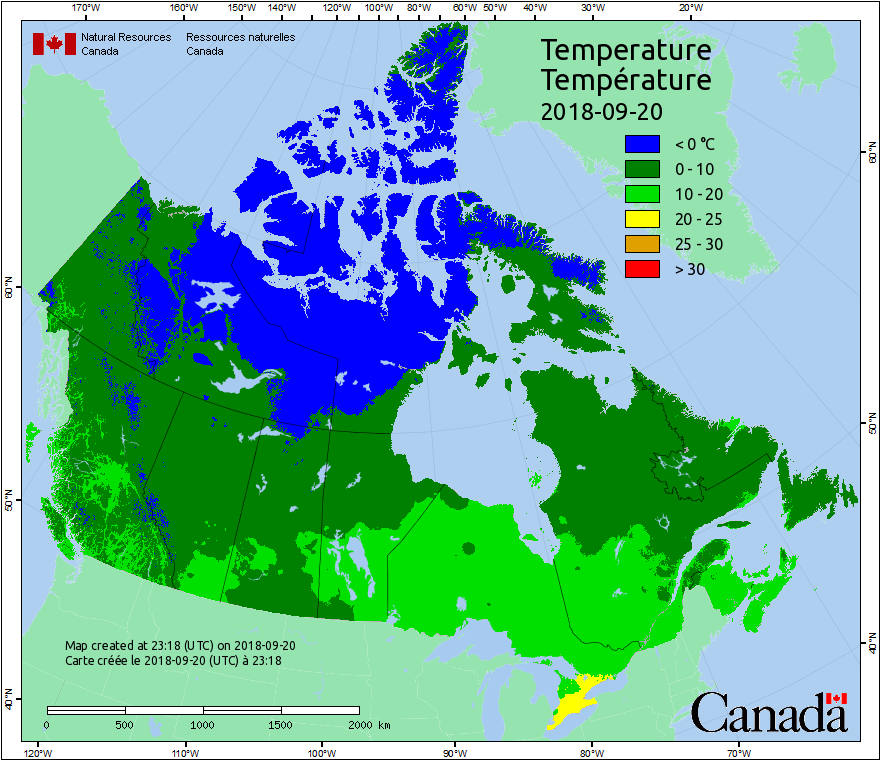 170°W 160°W 150°W 140°W 120°W 100°W 80°W 60°W 50°W 40°W 30°W 20°W
Natural Resources Ressources naturelles
Canada Canada
Temperature
Température
2018-09-20
< 0 °C
0 - 10
10 - 20
20 - 25
25 - 30
> 30
60°N
60°N
50°N
50°N
40°N
40°N
Map created at 23:18 (UTC) on 2018-09-20
Carte créée le 2018-09-20 (UTC) à 23:18
0 500 1000 1500 2000 km
Canada
120°W 110°W 100°W 90°W 80°W 70°W